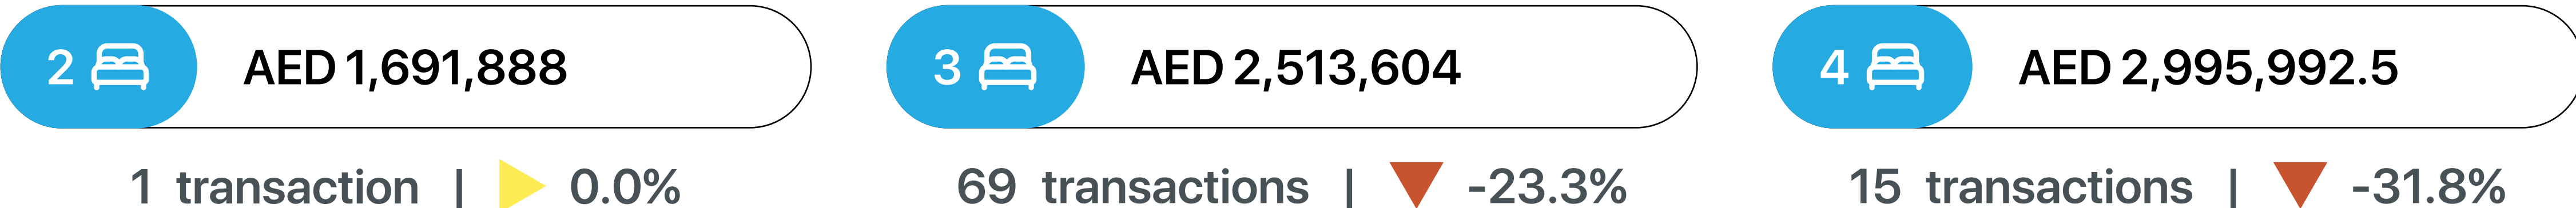 2 AED 1,691,888
1 transaction | 0.0%
3 AED 2,513,604
69 transactions | -23.3%
4 AED 2,995,992.5
15 transactions | -31.8%